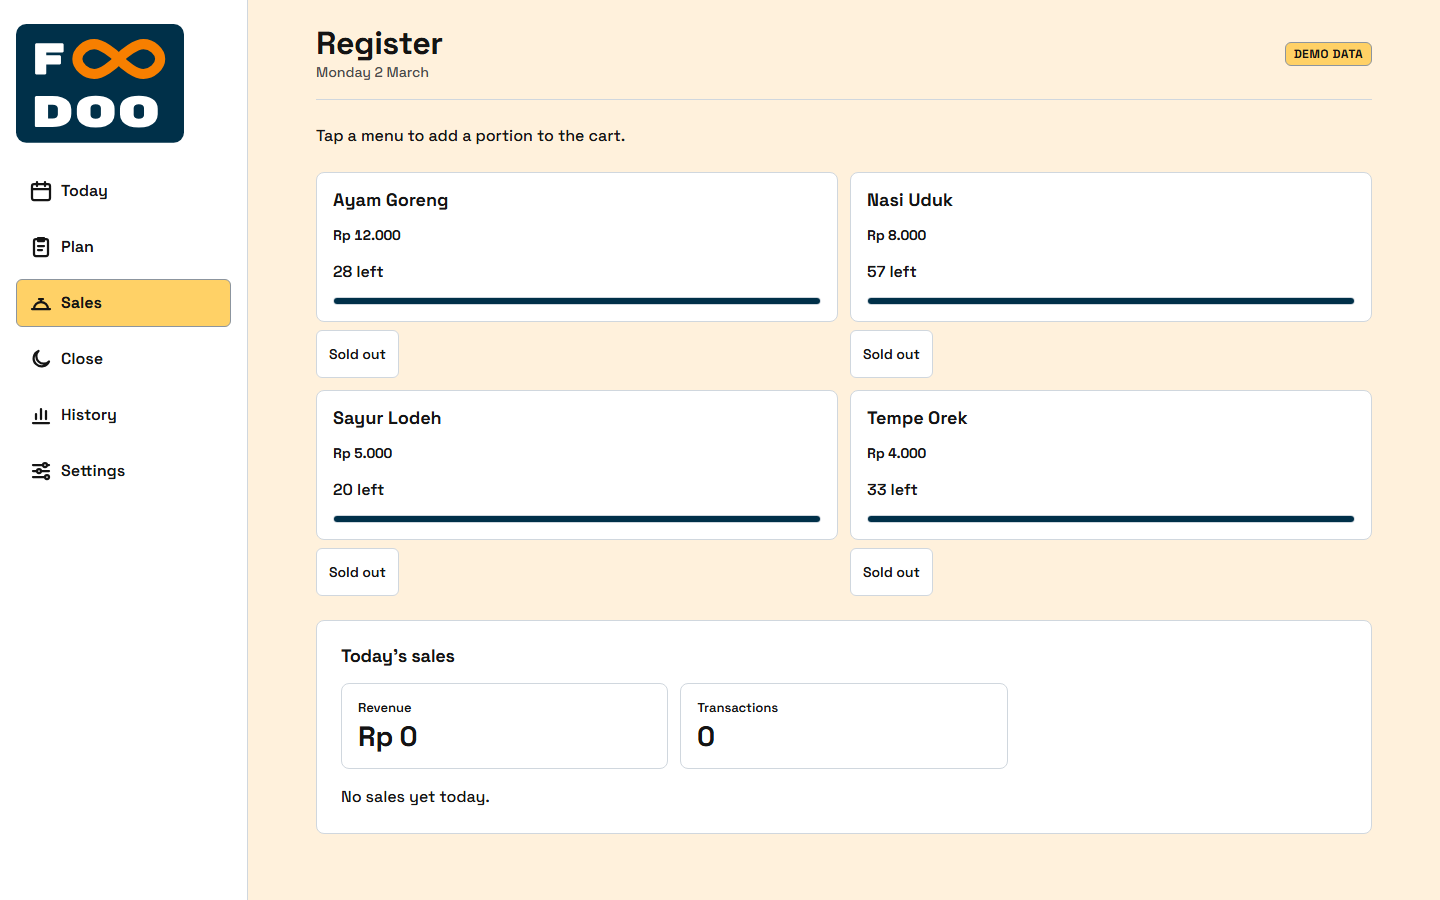 FOO
DOO
Today
Plan
Sales
Close
History
Settings
Register
Monday 2 March
DEMO DATA
Tap a menu to add a portion to the cart.
Ayam Goreng
Rp 12.000
28 left
Sold out
Nasi Uduk
Rp 8.000
57 left
Sold out
Sayur Lodeh
Rp 5.000
20 left
Sold out
Tempe Orek
Rp 4.000
33 left
Sold out
Today's sales
Revenue
Rp 0
Transactions
0
No sales yet today.